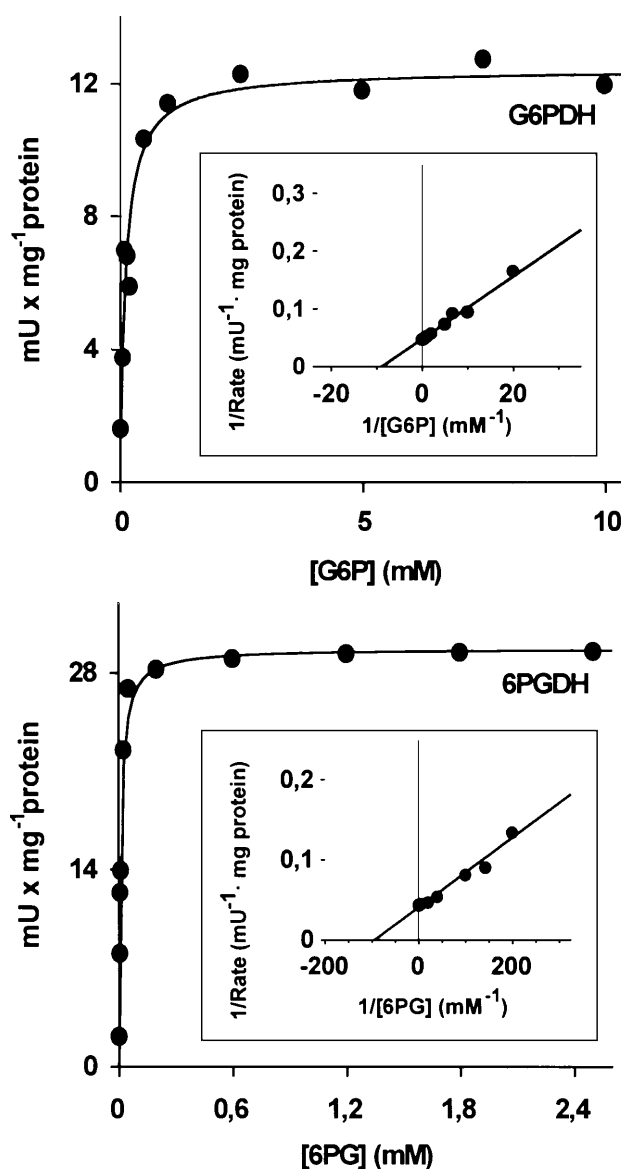 12
8
4
0
mU x mg-1protein
G6PDH
0,3
0,2
0,1
0
1/Rate (mU-1· mg protein)
-20
0
20
1/[G6P] (mM-1)
0
5
10
[G6P] (mM)
28
14
0
mU x mg-1protein
6PGDH
0,2
0,1
0
1/Rate (mU-1· mg protein)
-200
0
200
1/[6PG] (mM-1)
0
0,6
1,2
1,8
2,4
[6PG] (mM)